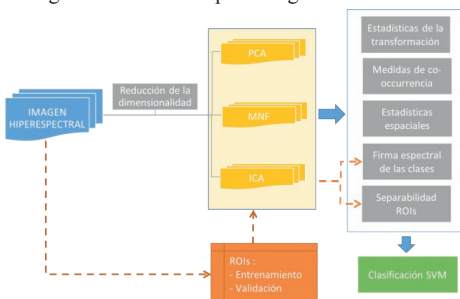 Reducción de la
dimensionalidad
IMAGEN
HIPERESPECTRAL
PCA
MNF
ICA
ROIs :
- Entrenamiento
- Validación
Estadísticas de la
transformación
Medidas de co-
ocurrencia
Estadísticas
espaciales
Firma espectral
de las clases
Separabilidad
ROIs
Clasificación SVM